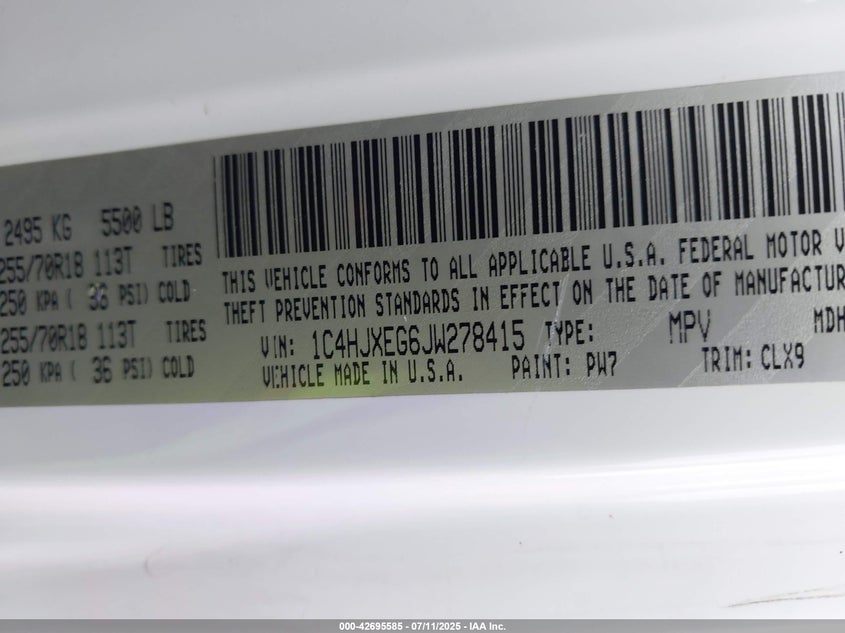 2495 KG 5500 LB
255/70R18 113T TIRES
250 KPA ( 36 PSI) COLD
255/70R18 113T TIRES
250 KPA ( 36 PSI) COLD
THIS VEHICLE CONFORMS TO ALL APPLICABLE U.S.A. FEDERAL MOTOR V
THEFT PREVENTION STANDARDS IN EFFECT ON THE DATE OF MANUFACTUR
VIN: 1C4HJXEG6JW278415 TYPE: MPV MDH
VEHICLE MADE IN U.S.A. PAINT: PW7 TRIM: CLX9
000-42695585 - 07/11/2025 - IAA Inc.